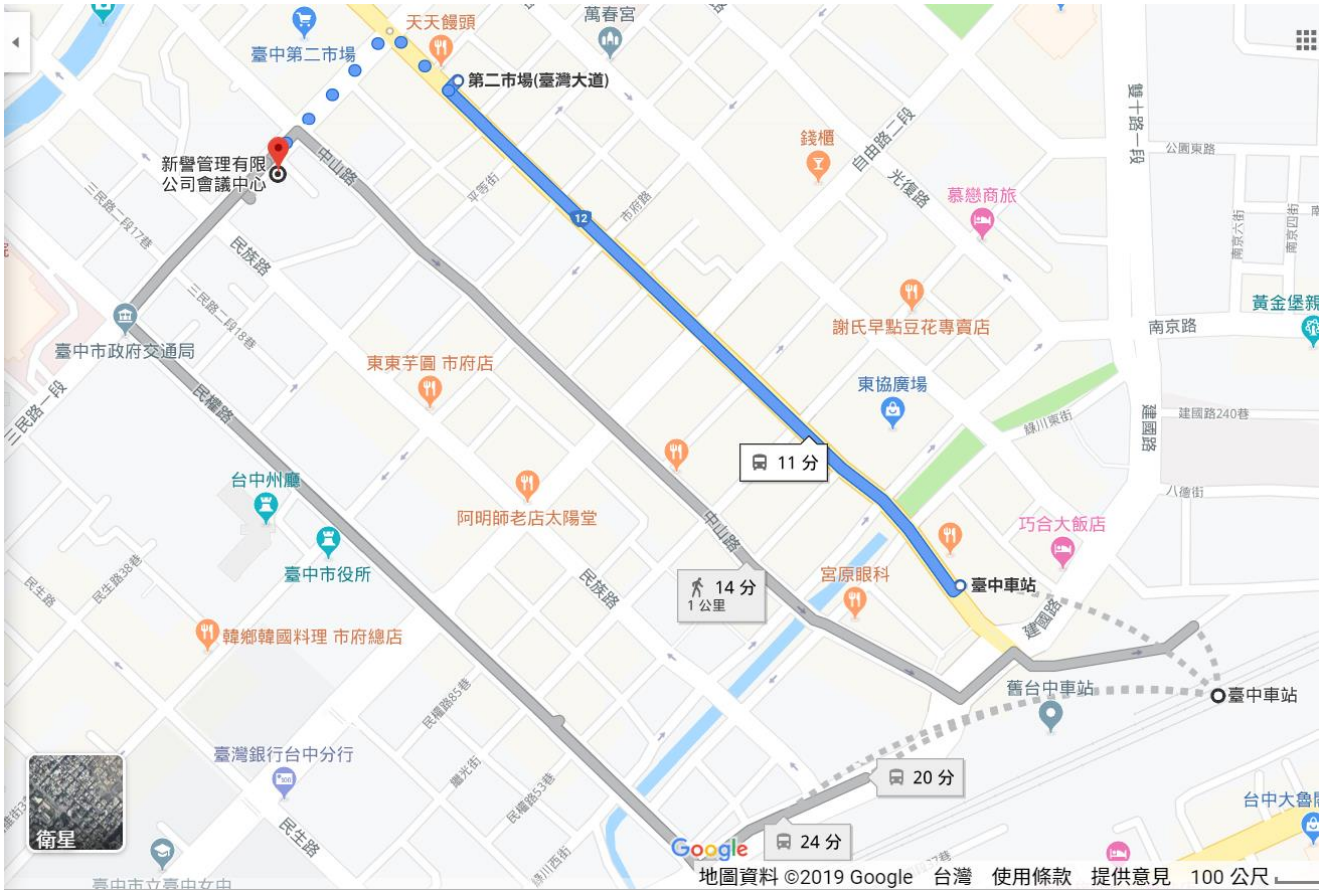 天天饅頭
萬春宮
臺中第二市場
第二市場(臺灣大道)
雙十路一段
錢櫃
自由路二段
公園東路
新譽管理有限
公司會議中心
中山路
平等街
光復路
慕戀商旅
三民路二段17巷
市府路
12
南京六街
南京四街
民族路
三民路二段18巷
謝氏早點豆花專賣店
南京路
黃金堡親
臺中市政府交通局
東東芋圓 市府店
東協廣場
三民路一段
民權路
綠川東街
建國路
建國路240巷
11 分
台中州廳
阿明師老店太陽堂
中山路
八德街
巧合大飯店
臺中市役所
民生路
民生路38巷
民族路
14 分
1 公里
宮原眼科
臺中車站
建國路
韓鄉韓國料理 市府總店
民權路85巷
舊台中車站
臺中車站
臺灣銀行台中分行
繼光街
20 分
民權路53巷
台中大魯
衛星
民生路
綠川西街
Google
24 分
臺中市立臺中女中
地圖資料 ©2019 Google 台灣 使用條款 提供意見 100 公尺